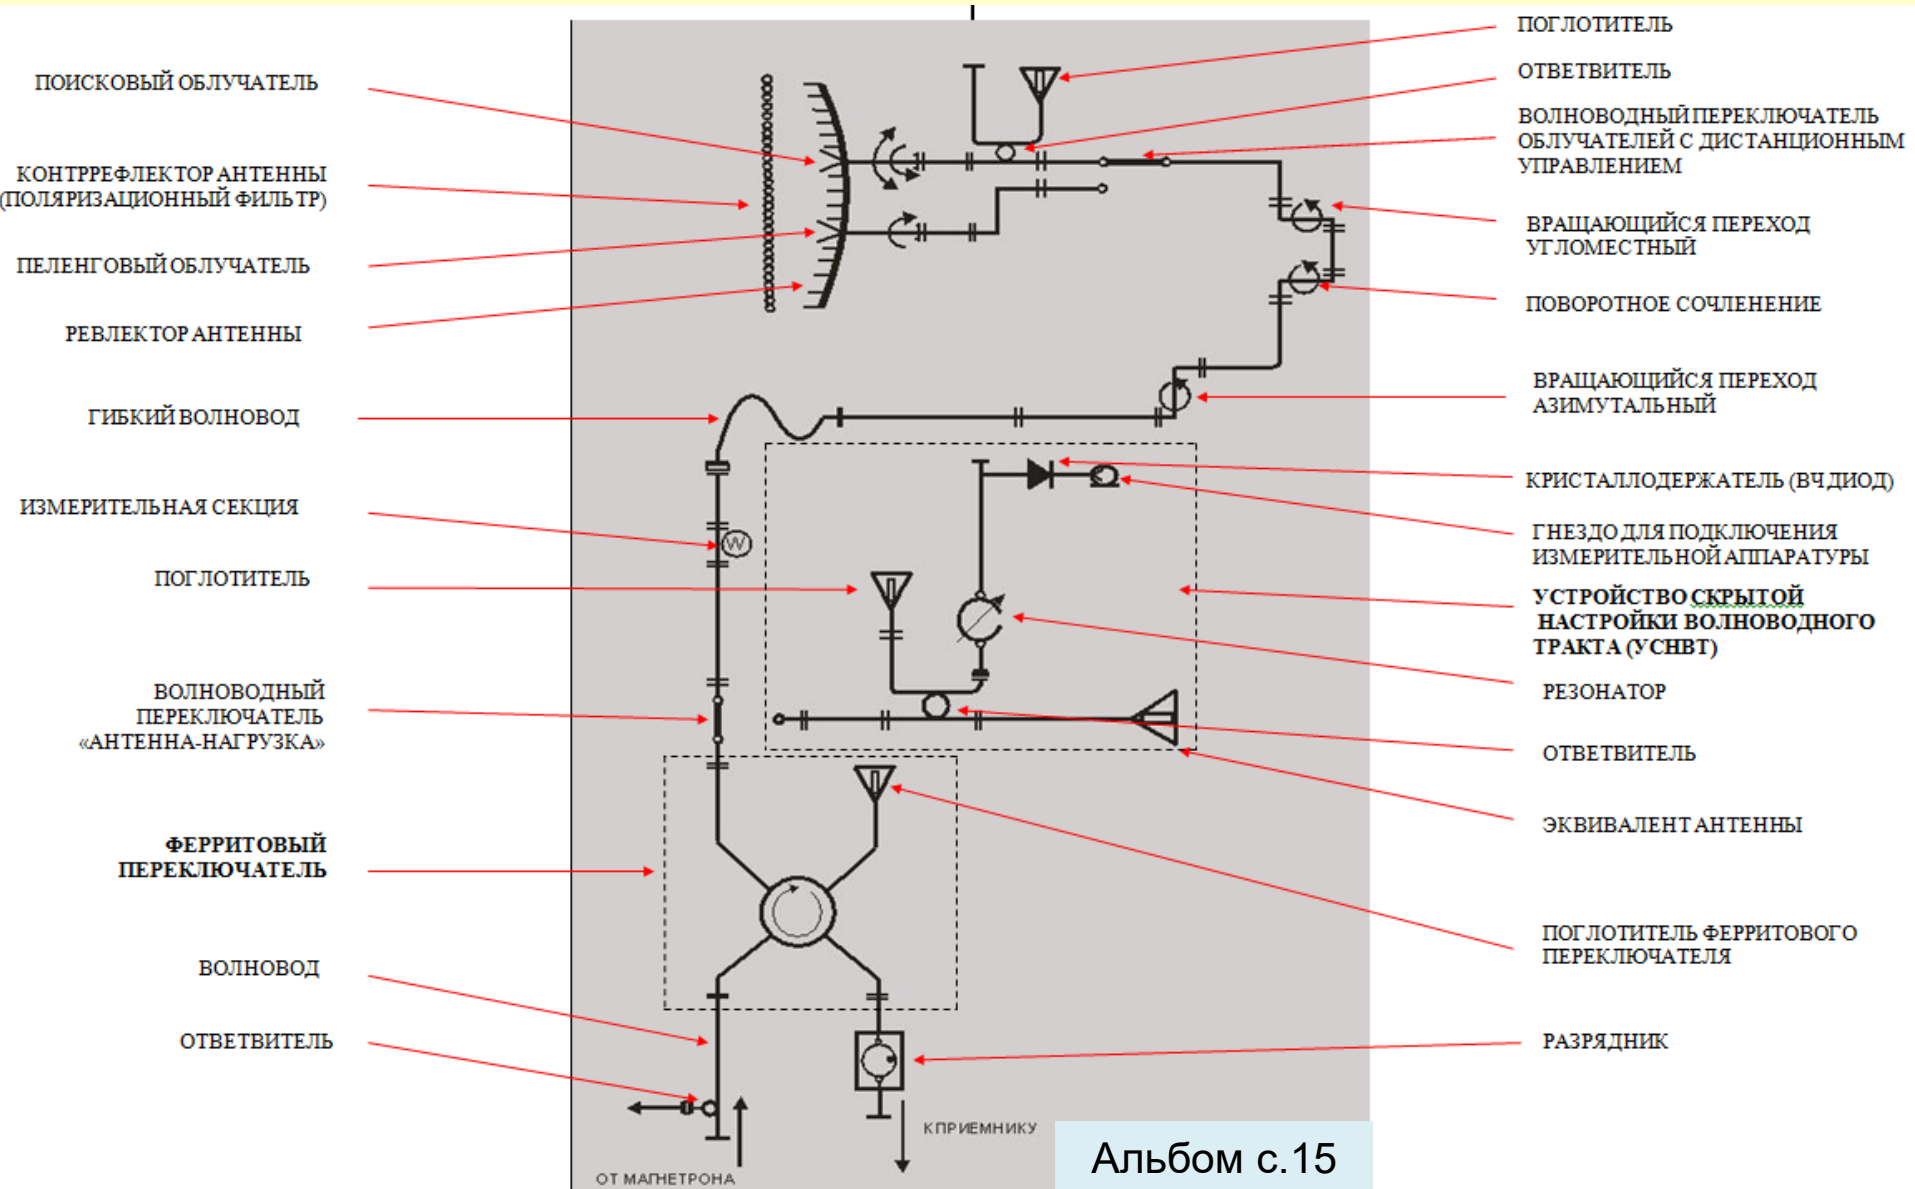 ПОИСКОВЫЙ ОБЛУЧАТЕЛЬ
КОНТРРЕФЛЕКТОР АНТЕННЫ
(ПОЛЯРИЗАЦИОННЫЙ ФИЛЬТР)
ПЕЛЕНГОВЫЙ ОБЛУЧАТЕЛЬ
РЕВЛЕКТОР АНТЕННЫ
ГИБКИЙ ВОЛНОВОД
ИЗМЕРИТЕЛЬНАЯ СЕКЦИЯ
ПОГЛОТИТЕЛЬ
ВОЛНОВОДНЫЙ
ПЕРЕКЛЮЧАТЕЛЬ
«АНТЕННА-НАГРУЗКА»
ФЕРРИТОВЫЙ
ПЕРЕКЛЮЧАТЕЛЬ
ВОЛНОВОД
ОТВЕТВИТЕЛЬ
W
ОТ МАГНЕТРОНА
К ПРИЕМНИКУ
ПОГЛОТИТЕЛЬ
ОТВЕТВИТЕЛЬ
ВОЛНОВОДНЫЙ ПЕРЕКЛЮЧАТЕЛЬ
ОБЛУЧАТЕЛЕЙ С ДИСТАНЦИОННЫМ
УПРАВЛЕНИЕМ
ВРАЩАЮЩИЙСЯ ПЕРЕХОД
УГЛОМЕСТНЫЙ
ПОВОРОТНОЕ СОЧЛЕНЕНИЕ
ВРАЩАЮЩИЙСЯ ПЕРЕХОД
АЗИМУТАЛЬНЫЙ
КРИСТАЛЛОДЕРЖАТЕЛЬ (ВЧ ДИОД)
ГНЕЗДО ДЛЯ ПОДКЛЮЧЕНИЯ
ИЗМЕРИТЕЛЬНОЙ АППАРАТУРЫ
УСТРОЙСТВО СКРЫТОЙ
НАСТРОЙКИ ВОЛНОВОДНОГО
ТРАКТА (УСНВТ)
РЕЗОНАТОР
ОТВЕТВИТЕЛЬ
ЭКВИВАЛЕНТ АНТЕННЫ
ПОГЛОТИТЕЛЬ ФЕРРИТОВОГО
ПЕРЕКЛЮЧАТЕЛЯ
РАЗРЯДНИК
Альбом с.15